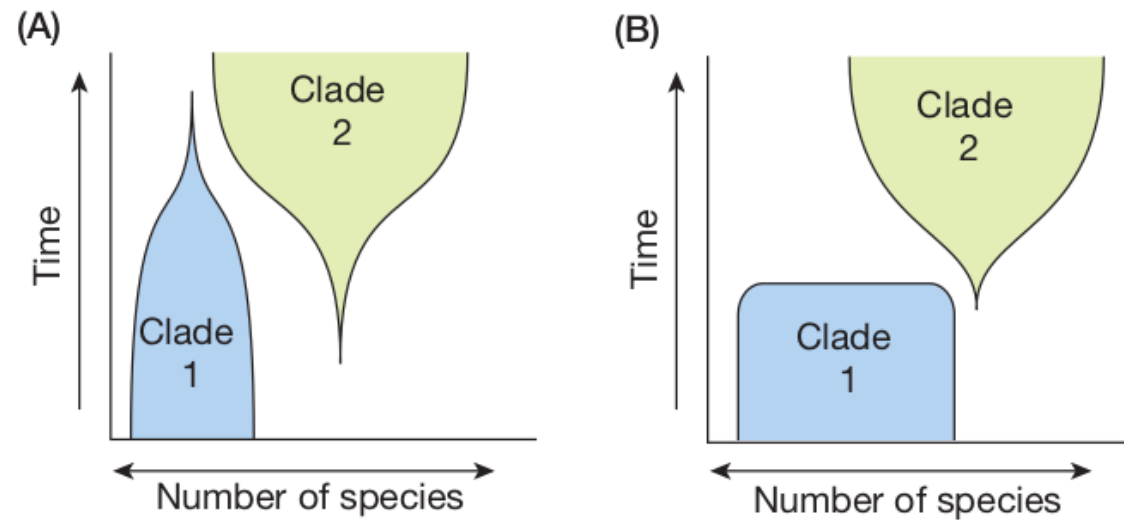 (A)
Clade
2
Clade
1
Time
Number of species
(B)
Clade
2
Clade
1
Time
Number of species